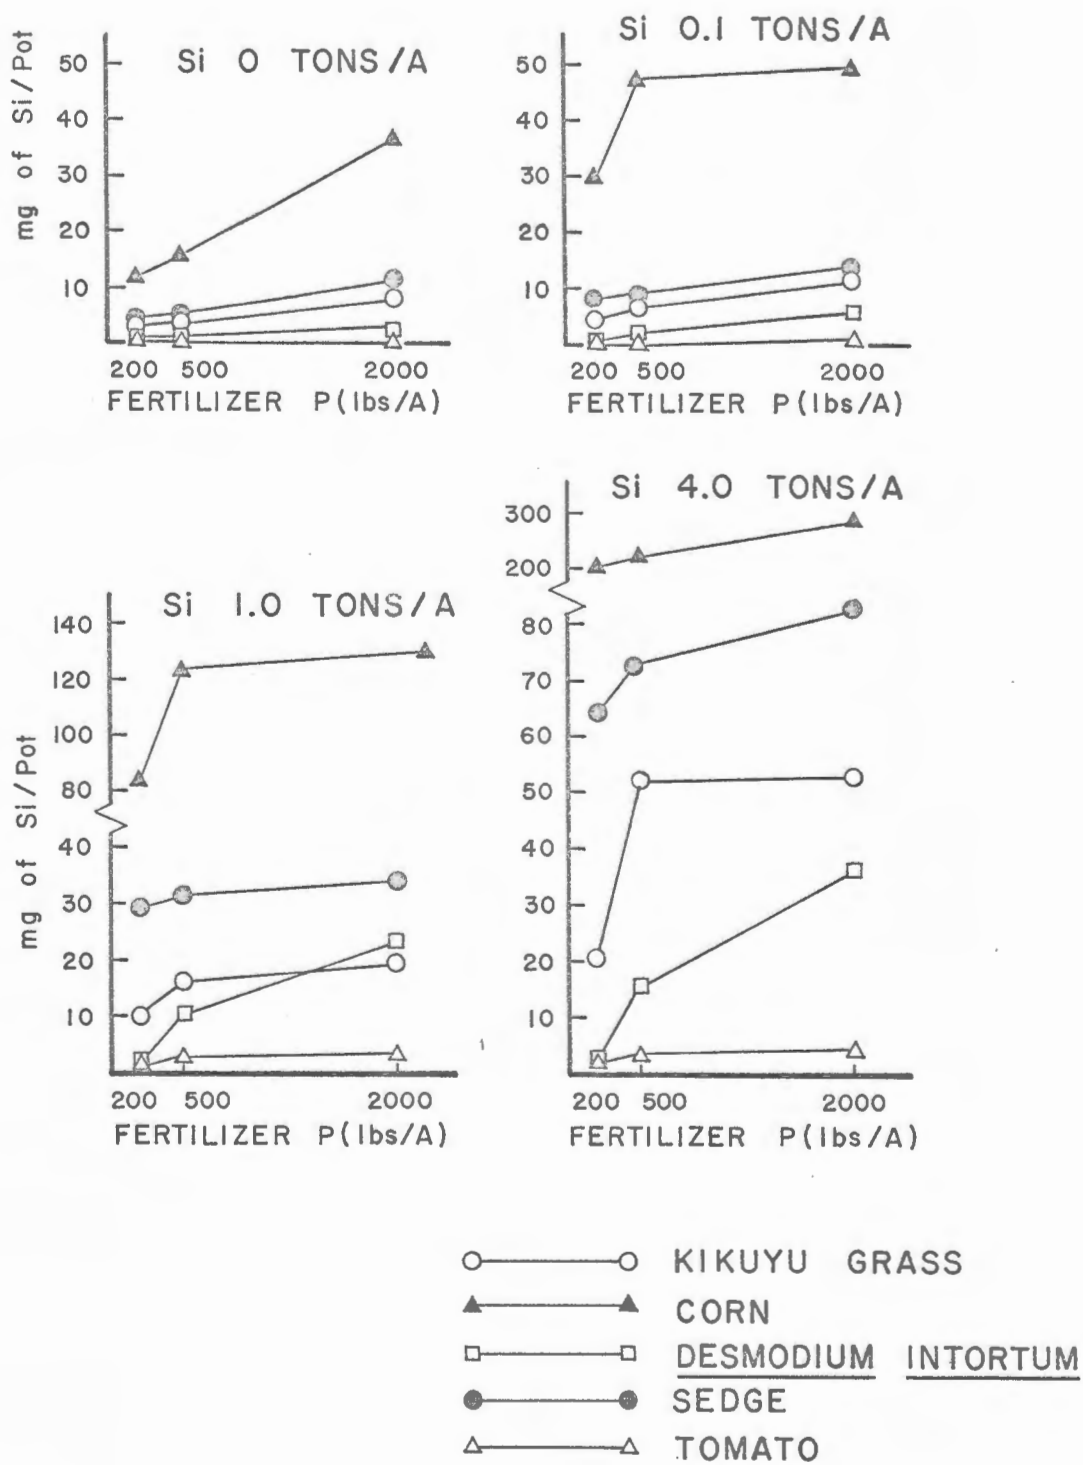 Si 0 TONS/A
mg of Si/Pot
50
40
30
20
10
200 500 2000
FERTILIZER P(lbs/A)
Si 0.1 TONS/A
50
40
30
20
10
200 500 2000
FERTILIZER P(lbs/A)
Si 1.0 TONS/A
mg of Si/Pot
140
120
100
80
40
30
20
10
200 500 2000
FERTILIZER P(lbs/A)
Si 4.0 TONS/A
300
200
80
70
60
50
40
30
20
10
200 500 2000
FERTILIZER P(lbs/A)
KIKUYU GRASS
CORN
DESMODIUM INTORTUM
SEDGE
TOMATO